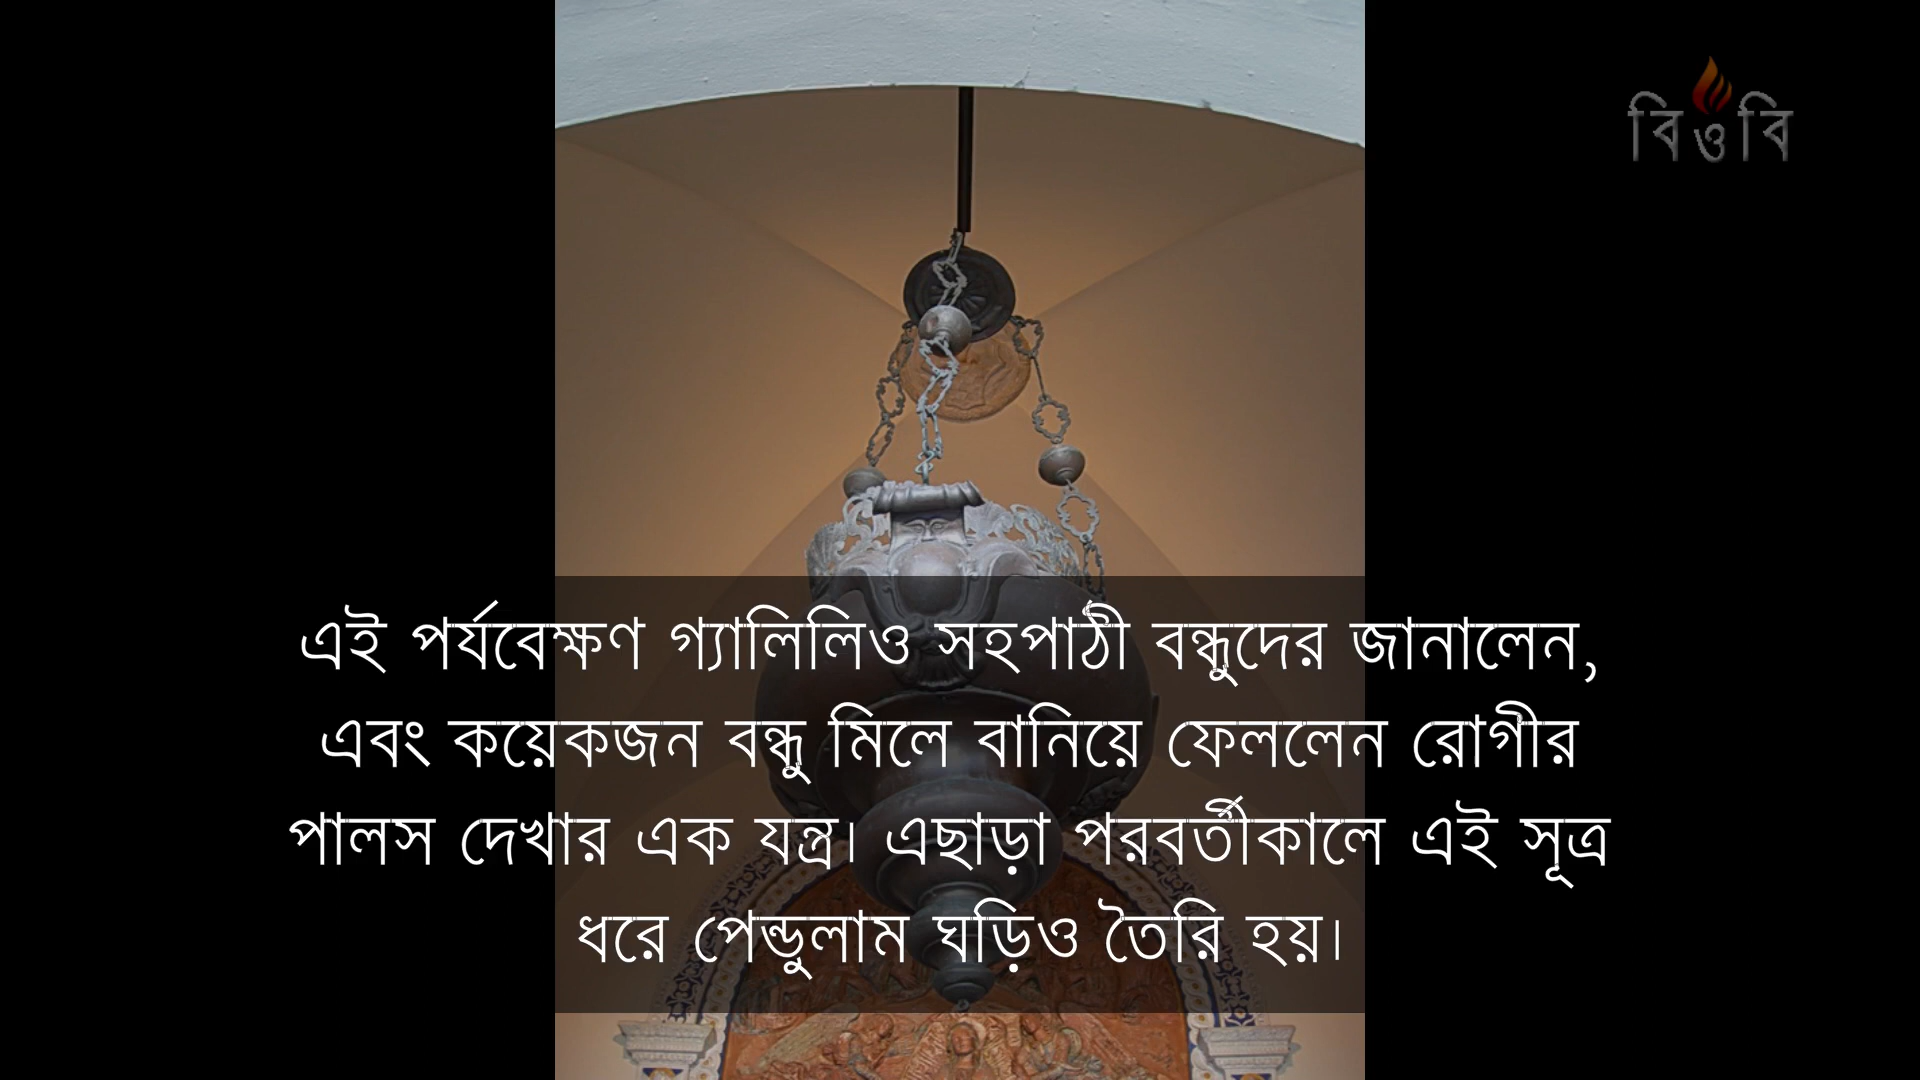 বিওবি
এই পর্যবেক্ষণ গ্যালিলিও সহপাঠী বন্ধুদের জানালেন,
এবং কয়েকজন বন্ধু মিলে বানিয়ে ফেললেন রোগীর
পালস দেখার এক যন্ত্র। এছাড়া পরবর্তীকালে এই সূত্র
ধরে পেন্ডুলাম ঘড়িও তৈরি হয়।